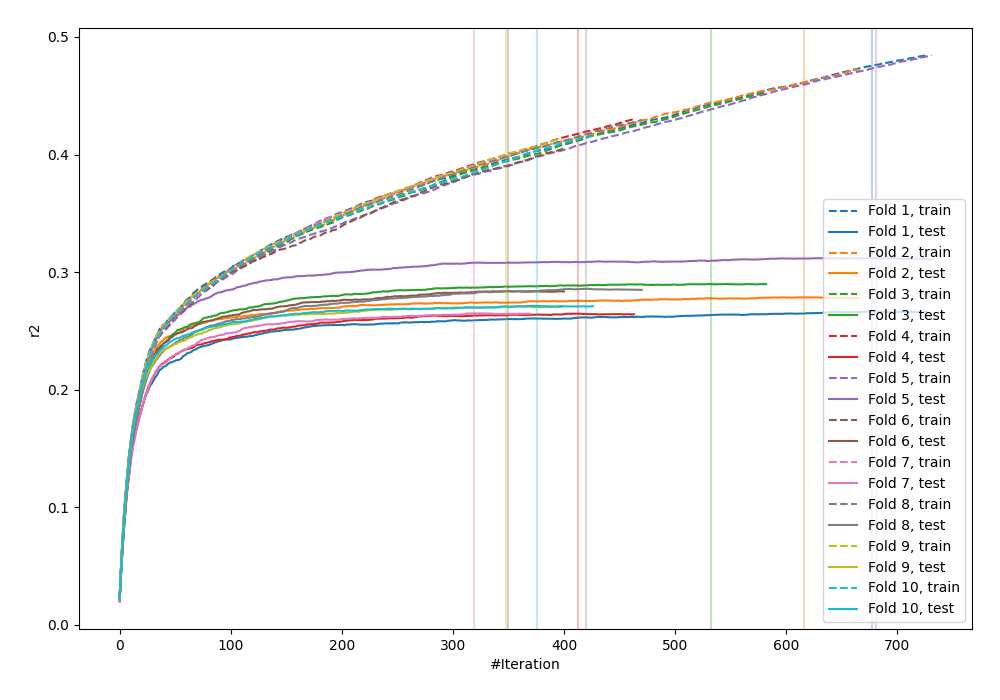 0.5
0.4
0.3
0.2
0.1
0.0
r2
0
100
200
300
400
500
600
700
#Iteration
Fold 1, train
Fold 1, test
Fold 2, train
Fold 2, test
Fold 3, train
Fold 3, test
Fold 4, train
Fold 4, test
Fold 5, train
Fold 5, test
Fold 6, train
Fold 6, test
Fold 7, train
Fold 7, test
Fold 8, train
Fold 8, test
Fold 9, train
Fold 9, test
Fold 10, train
Fold 10, test